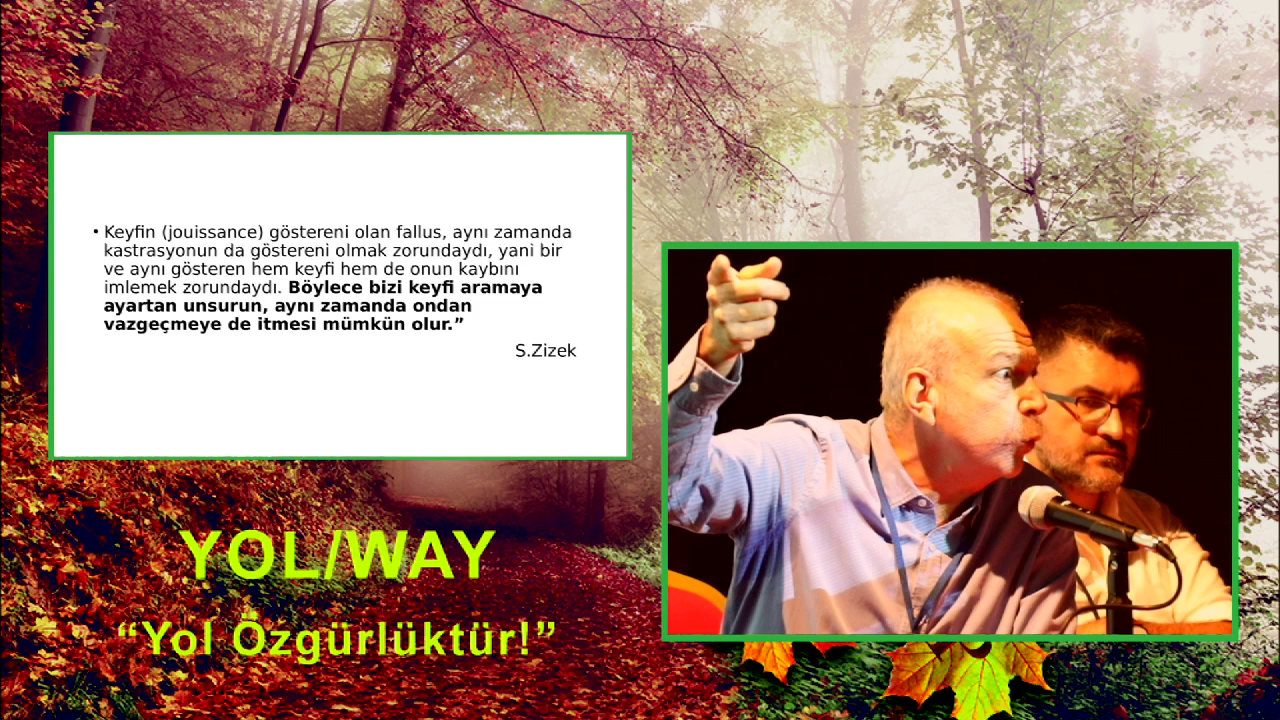 • Keyfin (jouissance) göstereni olan fallus, aynı zamanda
kastrasyonun da göstereni olmak zorundaydı, yani bir
ve aynı gösteren hem keyfi hem de onun kaybını
imlemek zorundaydı. Böylece bizi keyfi aramaya
ayartan unsurun, aynı zamanda ondan
vazgeçmeye de itmesi mümkün olur.”
S.Zizek
YOL/WAY
“Yol Özgürlüktür!”